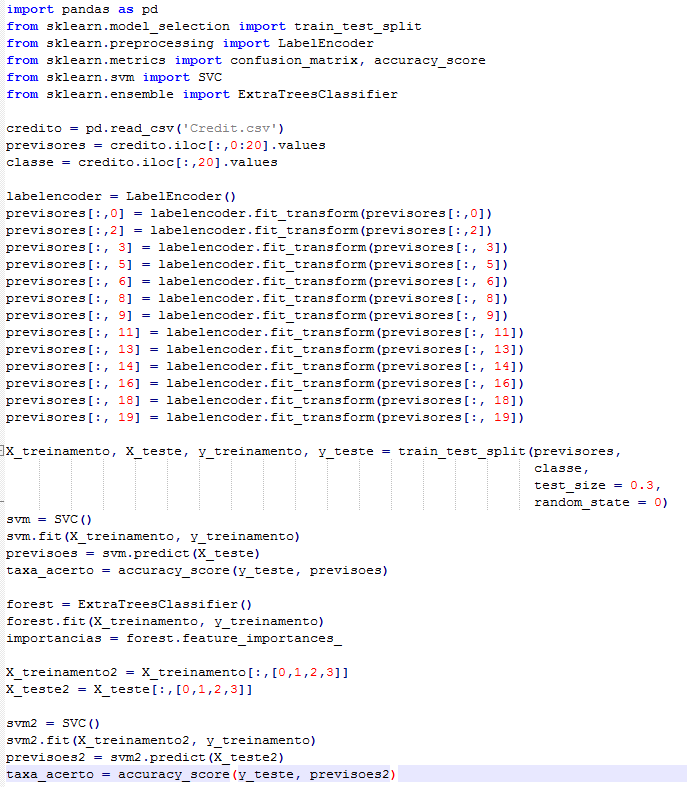 import pandas as pd
from sklearn.model_selection import train_test_split
from sklearn.preprocessing import LabelEncoder
from sklearn.metrics import confusion_matrix, accuracy_score
from sklearn.svm import SVC
from sklearn.ensemble import ExtraTreesClassifier
credito = pd.read_csv('Credit.csv')
previsores = credito.iloc[:,0:20].values
classe = credito.iloc[:,20].values
labelencoder = LabelEncoder()
previsores[:,0] = labelencoder.fit_transform(previsores[:,0])
previsores[:,2] = labelencoder.fit_transform(previsores[:,2])
previsores[:, 3] = labelencoder.fit_transform(previsores[:, 3])
previsores[:, 5] = labelencoder.fit_transform(previsores[:, 5])
previsores[:, 6] = labelencoder.fit_transform(previsores[:, 6])
previsores[:, 8] = labelencoder.fit_transform(previsores[:, 8])
previsores[:, 9] = labelencoder.fit_transform(previsores[:, 9])
previsores[:, 11] = labelencoder.fit_transform(previsores[:, 11])
previsores[:, 13] = labelencoder.fit_transform(previsores[:, 13])
previsores[:, 14] = labelencoder.fit_transform(previsores[:, 14])
previsores[:, 16] = labelencoder.fit_transform(previsores[:, 16])
previsores[:, 18] = labelencoder.fit_transform(previsores[:, 18])
previsores[:, 19] = labelencoder.fit_transform(previsores[:, 19])
X_treinamento, X_teste, y_treinamento, y_teste = train_test_split(previsores,
classe,
test_size = 0.3,
random_state = 0)
svm = SVC()
svm.fit(X_treinamento, y_treinamento)
previsoes = svm.predict(X_teste)
taxa_acerto = accuracy_score(y_teste, previsoes)
forest = ExtraTreesClassifier()
forest.fit(X_treinamento, y_treinamento)
importancias = forest.feature_importances_
X_treinamento2 = X_treinamento[:,[0,1,2,3]]
X_teste2 = X_teste[:,[0,1,2,3]]
svm2 = SVC()
svm2.fit(X_treinamento2, y_treinamento)
previsoes2 = svm2.predict(X_teste2)
taxa_acerto = accuracy_score(y_teste, previsoes2)